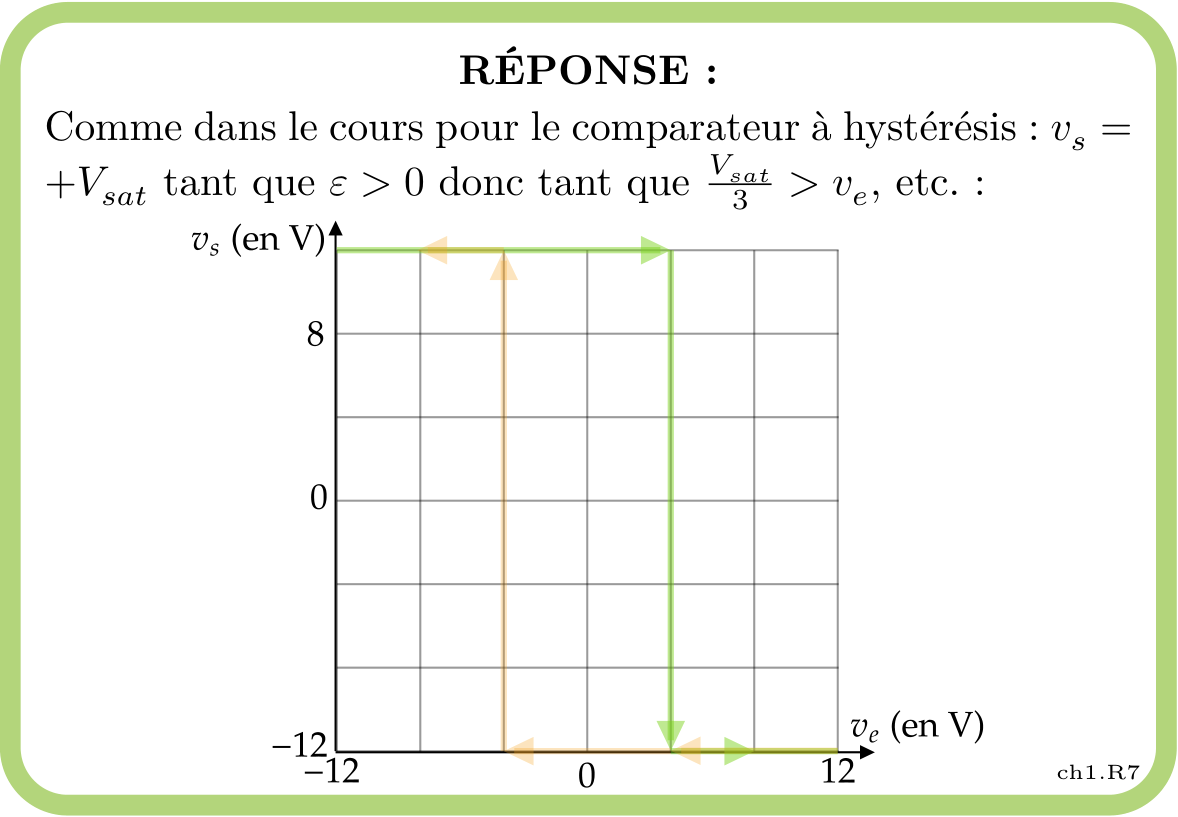 RÉPONSE :
Comme dans le cours pour le comparateur à hystérésis : $v_s =$
$+V_{sat}$ tant que $\varepsilon > 0$ donc tant que $\frac{V_{sat}}{3} > v_e$, etc. :
$v_s$ (en V)
8
0
−12
$v_e$ (en V)
−12 0 12
ch1.R7